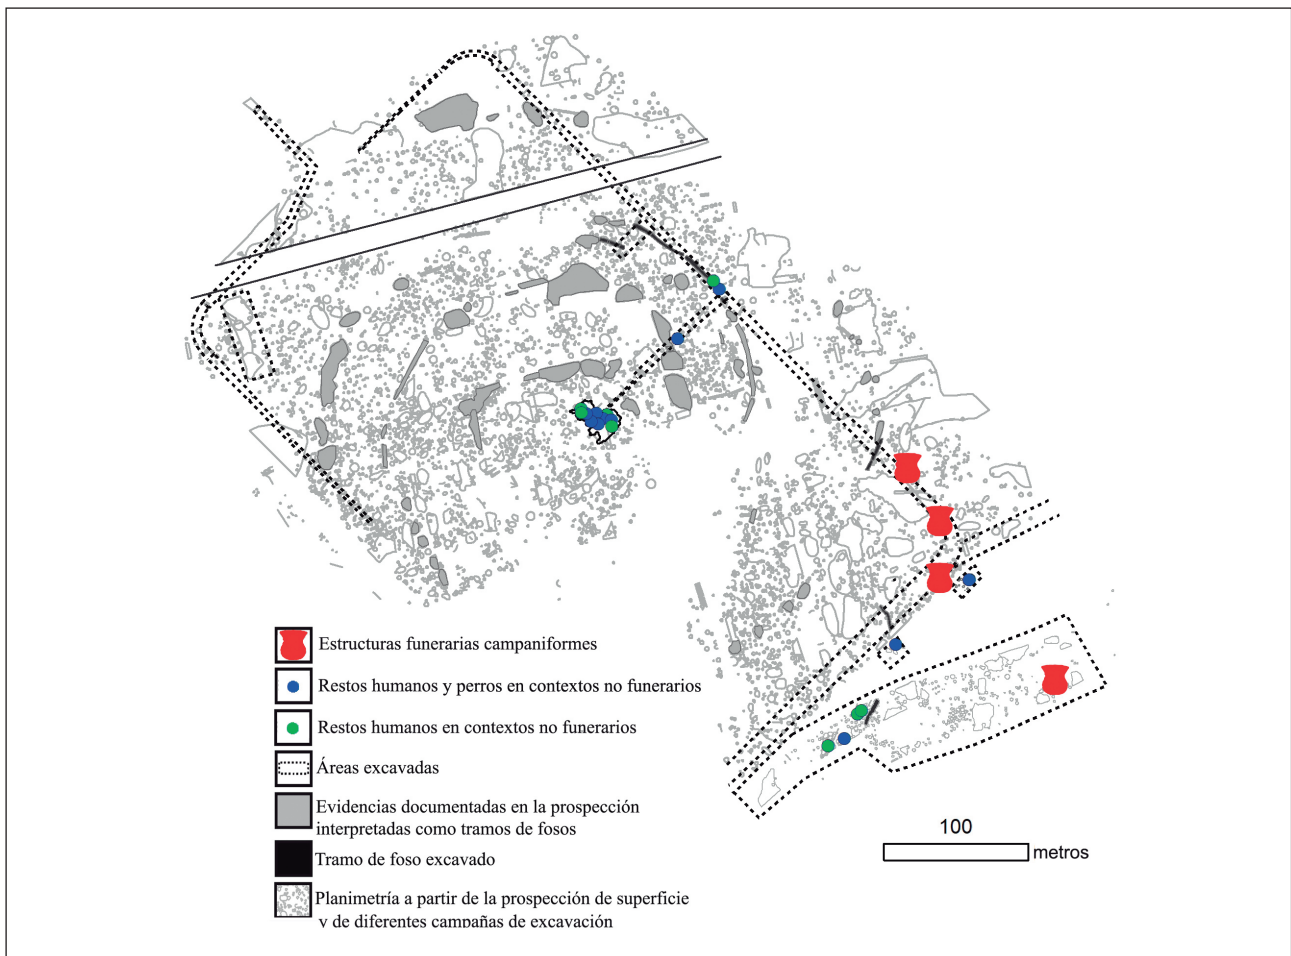 Estructuras funerarias campaniformes
Restos humanos y perros en contextos no funerarios
Restos humanos en contextos no funerarios
Áreas excavadas
Evidencias documentadas en la prospección
interpretadas como tramos de fosos
Tramo de foso excavado
Planimetría a partir de la prospección de superficie
y de diferentes campañas de excavación
100
metros